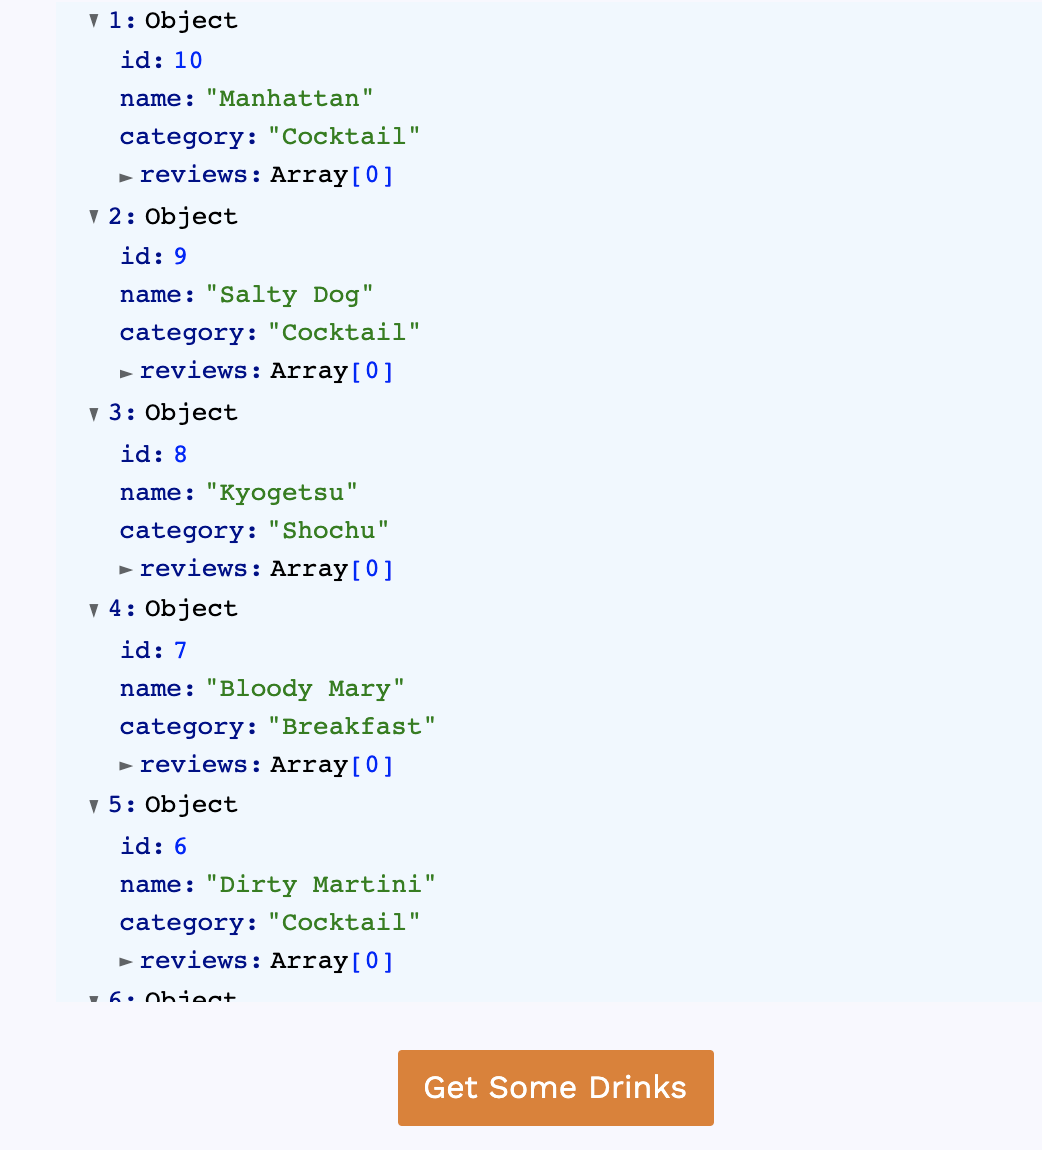 ▼ 1: Object
id: 10
name: "Manhattan"
category: "Cocktail"
► reviews: Array[0]
▼ 2: Object
id: 9
name: "Salty Dog"
category: "Cocktail"
► reviews: Array[0]
▼ 3: Object
id: 8
name: "Kyogetsu"
category: "Shochu"
► reviews: Array[0]
▼ 4: Object
id: 7
name: "Bloody Mary"
category: "Breakfast"
► reviews: Array[0]
▼ 5: Object
id: 6
name: "Dirty Martini"
category: "Cocktail"
► reviews: Array[0]
▼ 6: Object
Get Some Drinks